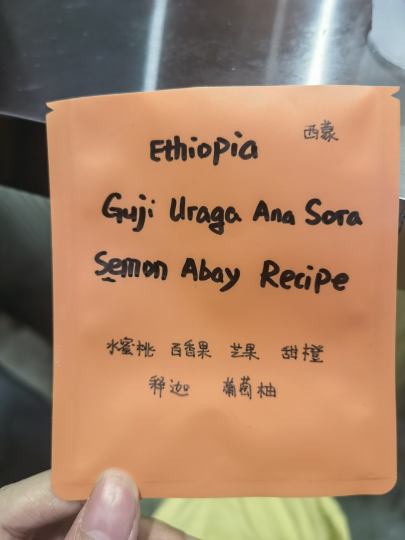 Ethiopia 西蒙
Guji Uraga Ana Sora
Semon Abay Recipe
水蜜桃 百香果 芒果 甜橙
释迦 葡萄柚